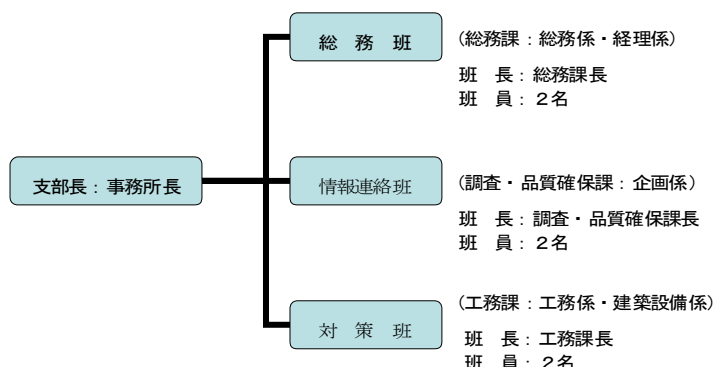 総　務　班
(総務課：総務係・経理係)
班　長：総務課長
班　員：２名
支部長：事務所長
情報連絡班
(調査・品質確保課：企画係)
班　長：調査・品質確保課長
班　員：２名
対　策　班
(工務課：工務係・建築設備係)
班　長：工務課長
班　員：２名